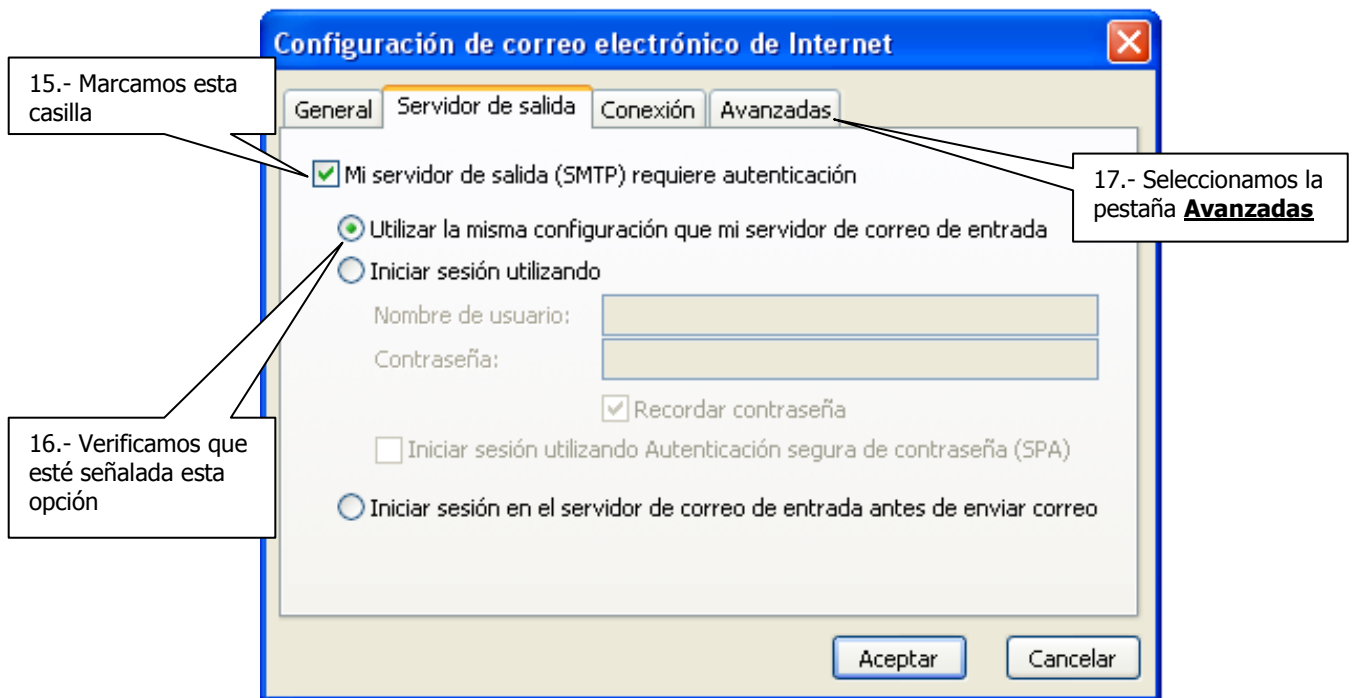 Configuración de correo electrónico de Internet
15.- Marcamos esta
casilla
General Servidor de salida Conexión Avanzadas
Mi servidor de salida (SMTP) requiere autenticación
17.- Seleccionamos la
pestaña Avanzadas
Utilizar la misma configuración que mi servidor de correo de entrada
Iniciar sesión utilizando
Nombre de usuario:
Contraseña:
Recordar contraseña
16.- Verificamos que
esté señalada esta
opción
Iniciar sesión utilizando Autenticación segura de contraseña (SPA)
Iniciar sesión en el servidor de correo de entrada antes de enviar correo
Aceptar Cancelar